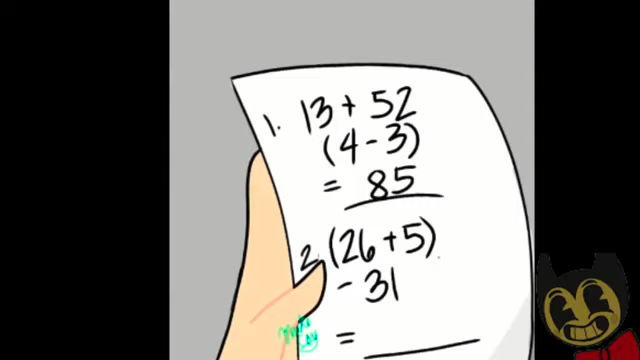 1. 13 + 52
(4 - 3)
= 85
2. (26 + 5)
- 31
=